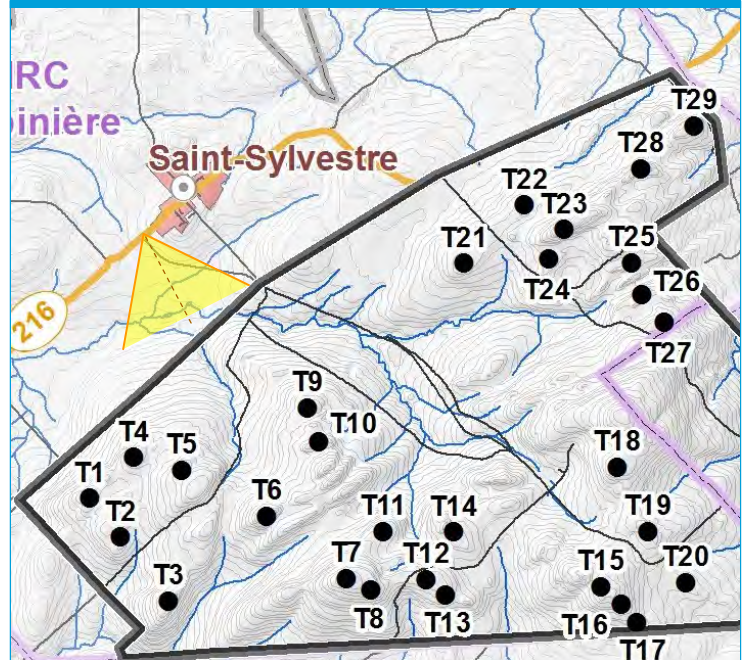 RC
inière
Saint-Sylvestre
216
T29
T28
T22
T23
T21
T25
T24
T26
T27
T9
T10
T4
T5
T1
T2
T18
T6
T11
T14
T19
T3
T7
T12
T15
T20
T8
T13
T16
T17